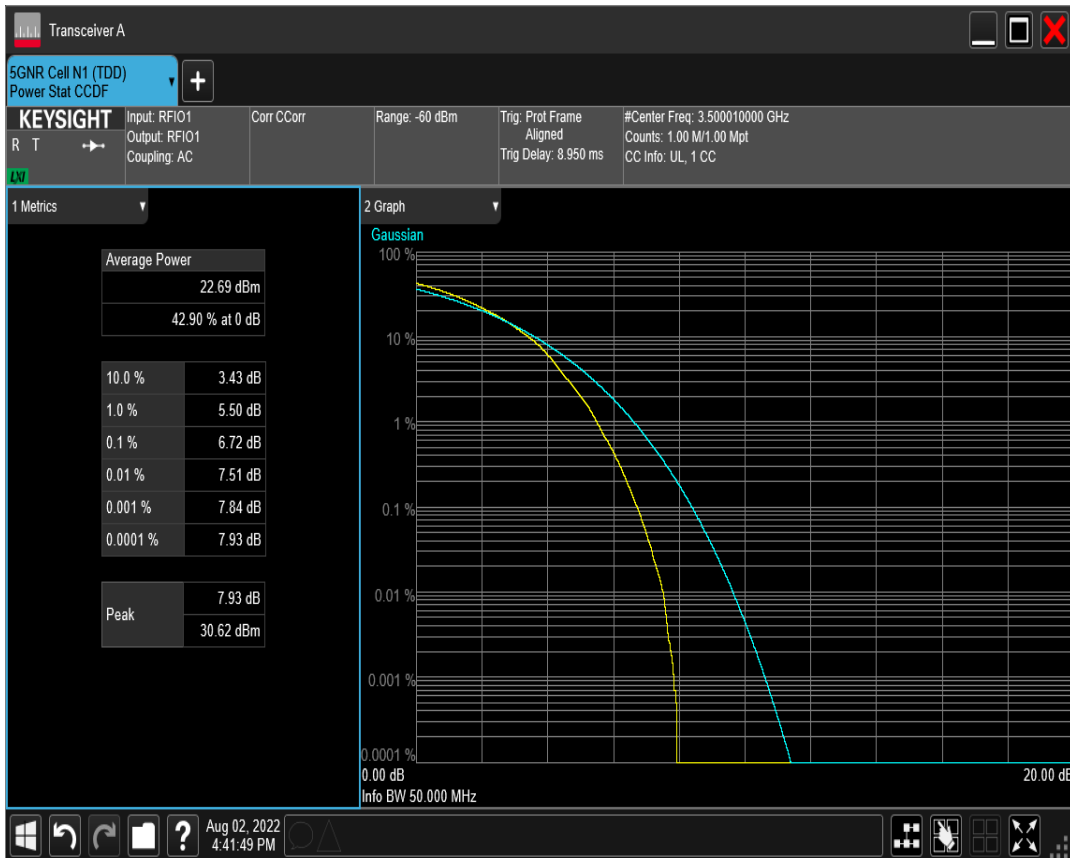 Transceiver A
5GNR Cell N1 (TDD)
Power Stat CCDF
+
KEYSIGHT
R T
LXI
Input: RFIO1
Output: RFIO1
Coupling: AC
Corr CCorr
Range: -60 dBm
Trig: Prot Frame
Aligned
Trig Delay: 8.950 ms
#Center Freq: 3.500010000 GHz
Counts: 1.00 M/1.00 Mpt
CC Info: UL, 1 CC
1 Metrics
Average Power
22.69 dBm
42.90 % at 0 dB
10.0 % 3.43 dB
1.0 % 5.50 dB
0.1 % 6.72 dB
0.01 % 7.51 dB
0.001 % 7.84 dB
0.0001 % 7.93 dB
Peak
7.93 dB
30.62 dBm
2 Graph
Gaussian
100 %
10 %
1 %
0.1 %
0.01 %
0.001 %
0.0001 %
0.00 dB
20.00 dB
Info BW 50.000 MHz
?
Aug 02, 2022
4:41:49 PM